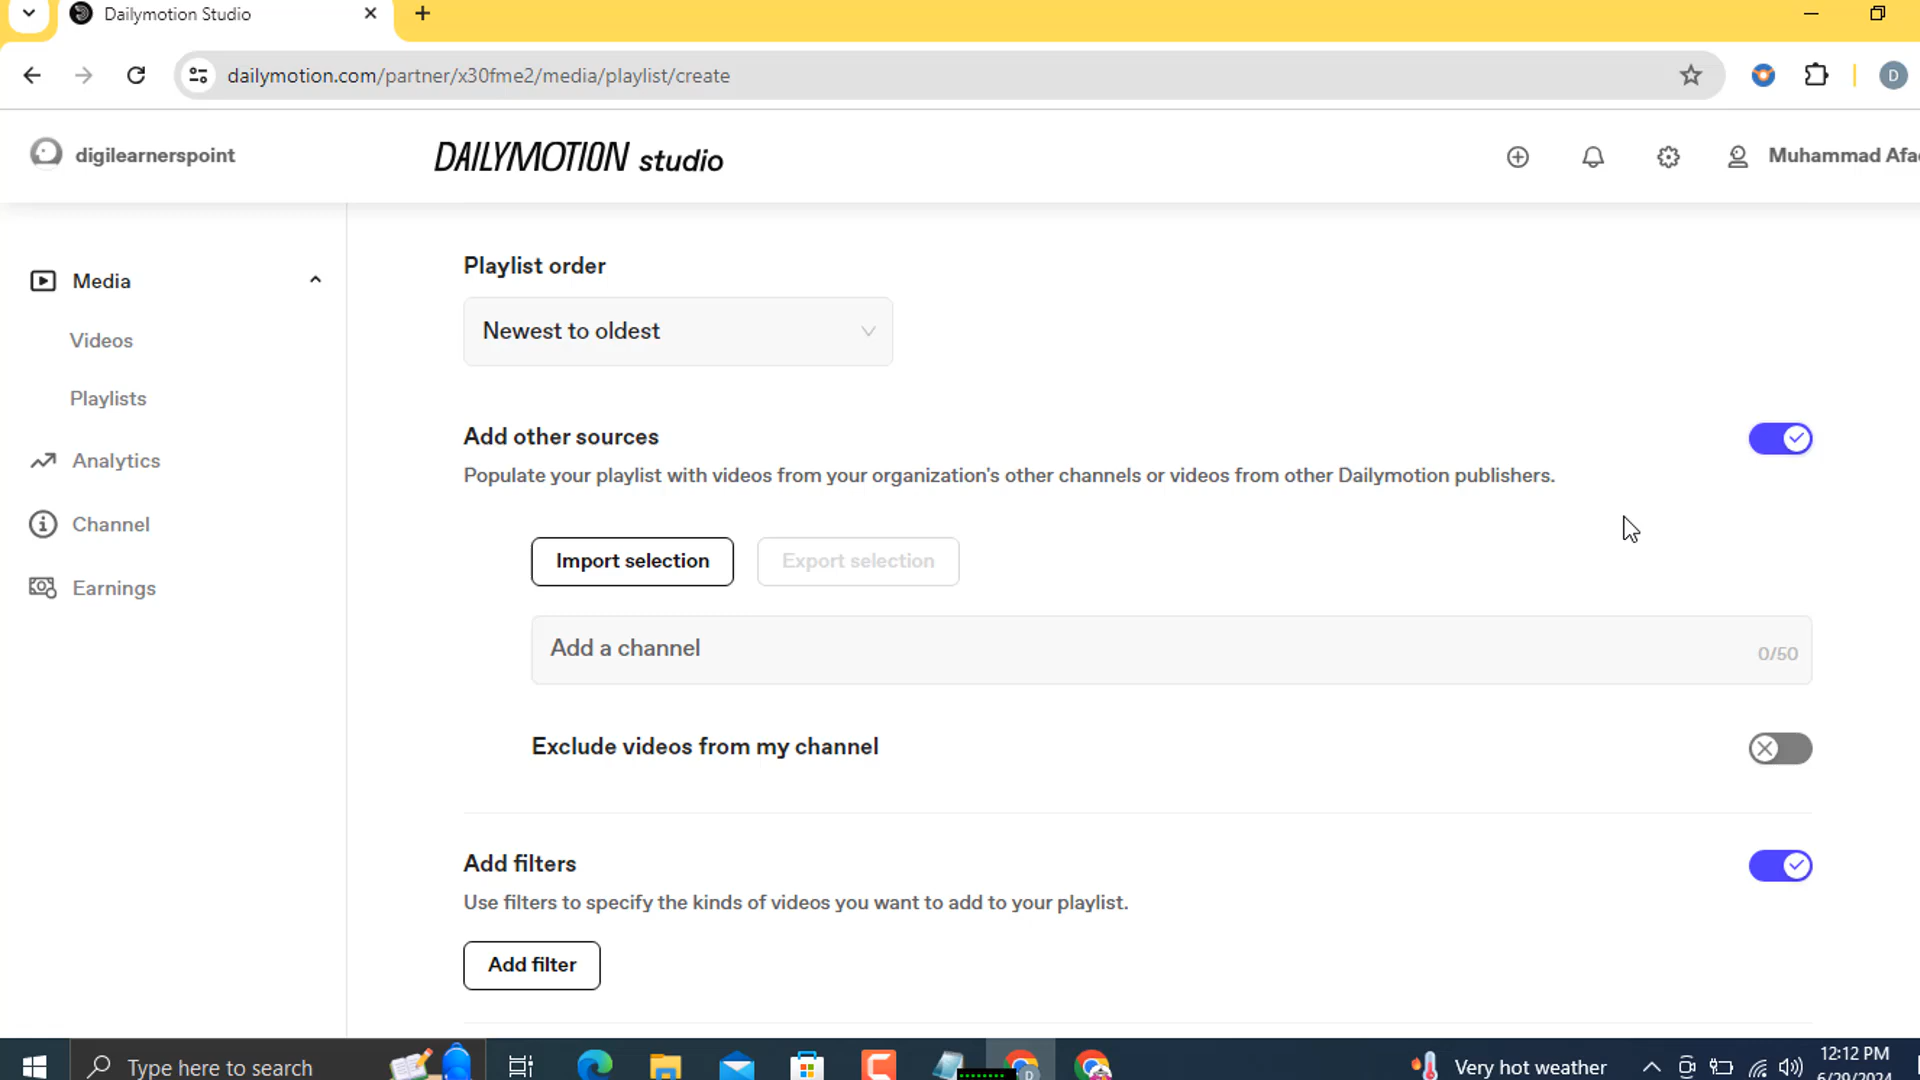 Dailymotion Studio
dailymotion.com/partner/x30fme2/media/playlist/create
D
digilearnerspoint
DAILYMOTION studio
Muhammad Afa
Media
Videos
Playlists
Analytics
Channel
Earnings
Playlist order
Newest to oldest
Add other sources
Populate your playlist with videos from your organization's other channels or videos from other Dailymotion publishers.
Import selection
Export selection
Add a channel
0/50
Exclude videos from my channel
Add filters
Use filters to specify the kinds of videos you want to add to your playlist.
Add filter
Type here to search
D
Very hot weather
12:12 PM
6/29/2024